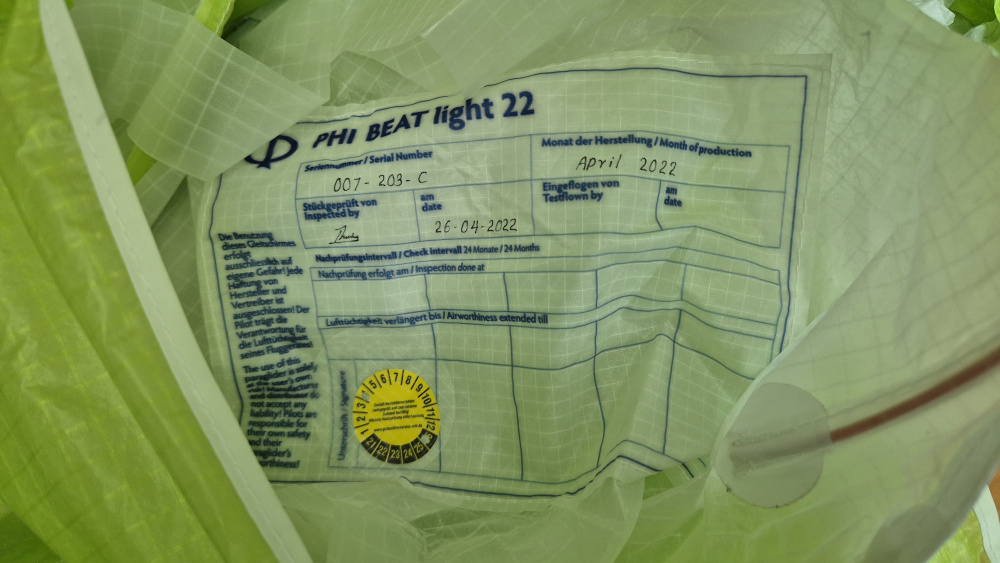 PHI BEAT light 22
Seriennummer / Serial Number
007-203-C
Monat der Herstellung / Month of production
April 2022
Stückgeprüft von
Inspected by
am
date
26-04-2022
Eingeflogen von
Testflown by
am
date
Nachprüfungsintervall / Check intervall 24 Monate / 24 Months
Nachprüfung erfolgt am / Inspection done at
Lufttüchtigkeit verlängert bis / Airworthiness extended till
Unterschrift / Signature
Die Benutzung
dieses Gleitschirmes
erfolgt
ausschließlich auf
eigene Gefahr! Jede
Haftung von
Hersteller und
Vertreiber ist
ausgeschlossen! Der
Pilot trägt die
Verantwortung für
die Lufttüchtigkeit
seines Fluggerätes!
The use of this
paraglider is solely
at the user's own
risk! Manufacturer
and distributor do
not accept any
liability! Pilots are
responsible for
their own safety
and their
paraglider's
airworthiness!
1 2 3 4 5 6 7 8 9 10 11 12
21 22 23 24 25